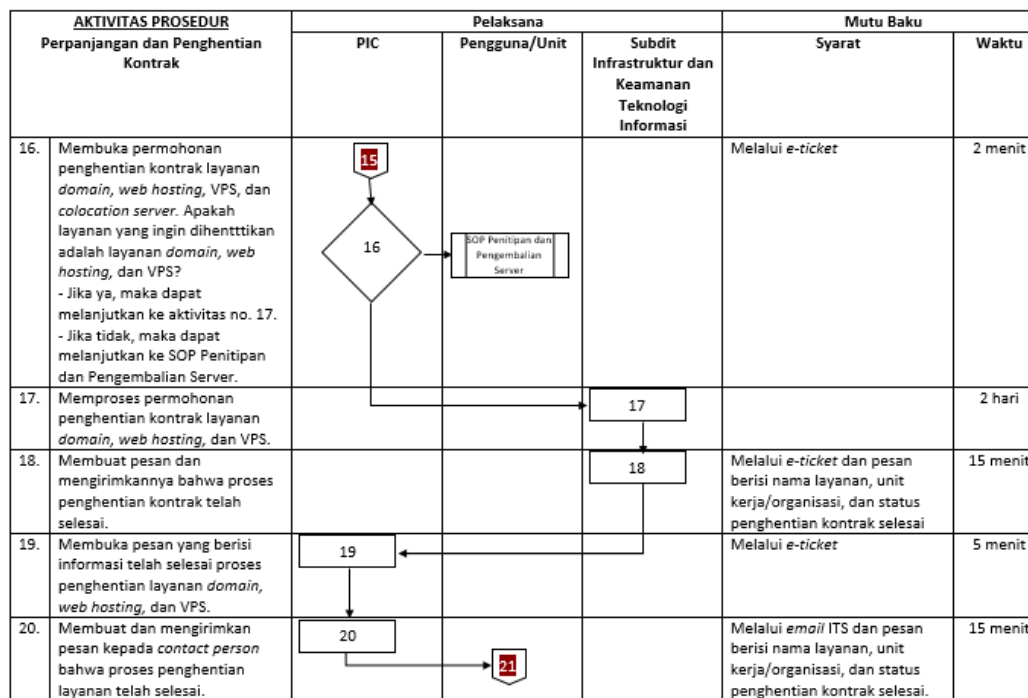 AKTIVITAS PROSEDUR
Perpanjangan dan Penghentian
Kontrak
Pelaksana
Mutu Baku
PIC
Pengguna/Unit
Subdit
Infrastruktur dan
Keamanan
Teknologi
Informasi
Syarat
Waktu
16.
Membuka permohonan
penghentian kontrak layanan
domain, web hosting, VPS, dan
colocation server. Apakah
layanan yang ingin dihentttikan
adalah layanan domain, web
hosting, dan VPS?
- Jika ya, maka dapat
melanjutkan ke aktivitas no. 17.
- Jika tidak, maka dapat
melanjutkan ke SOP Penitipan
dan Pengembalian Server.
15
16
SOP Penitipan dan
Pengembalian
Server
Melalui e-ticket
2 menit
17.
Memproses permohonan
penghentian kontrak layanan
domain, web hosting, dan VPS.
17
2 hari
18.
Membuat pesan dan
mengirimkannya bahwa proses
penghentian kontrak telah
selesai.
18
Melalui e-ticket dan pesan
berisi nama layanan, unit
kerja/organisasi, dan status
penghentian kontrak selesai
15 menit
19.
Membuka pesan yang berisi
informasi telah selesai proses
penghentian layanan domain,
web hosting, dan VPS.
19
Melalui e-ticket
5 menit
20.
Membuat dan mengirimkan
pesan kepada contact person
bahwa proses penghentian
layanan telah selesai.
20
21
Melalui email ITS dan pesan
berisi nama layanan, unit
kerja/organisasi, dan status
penghentian kontrak selesai.
15 menit